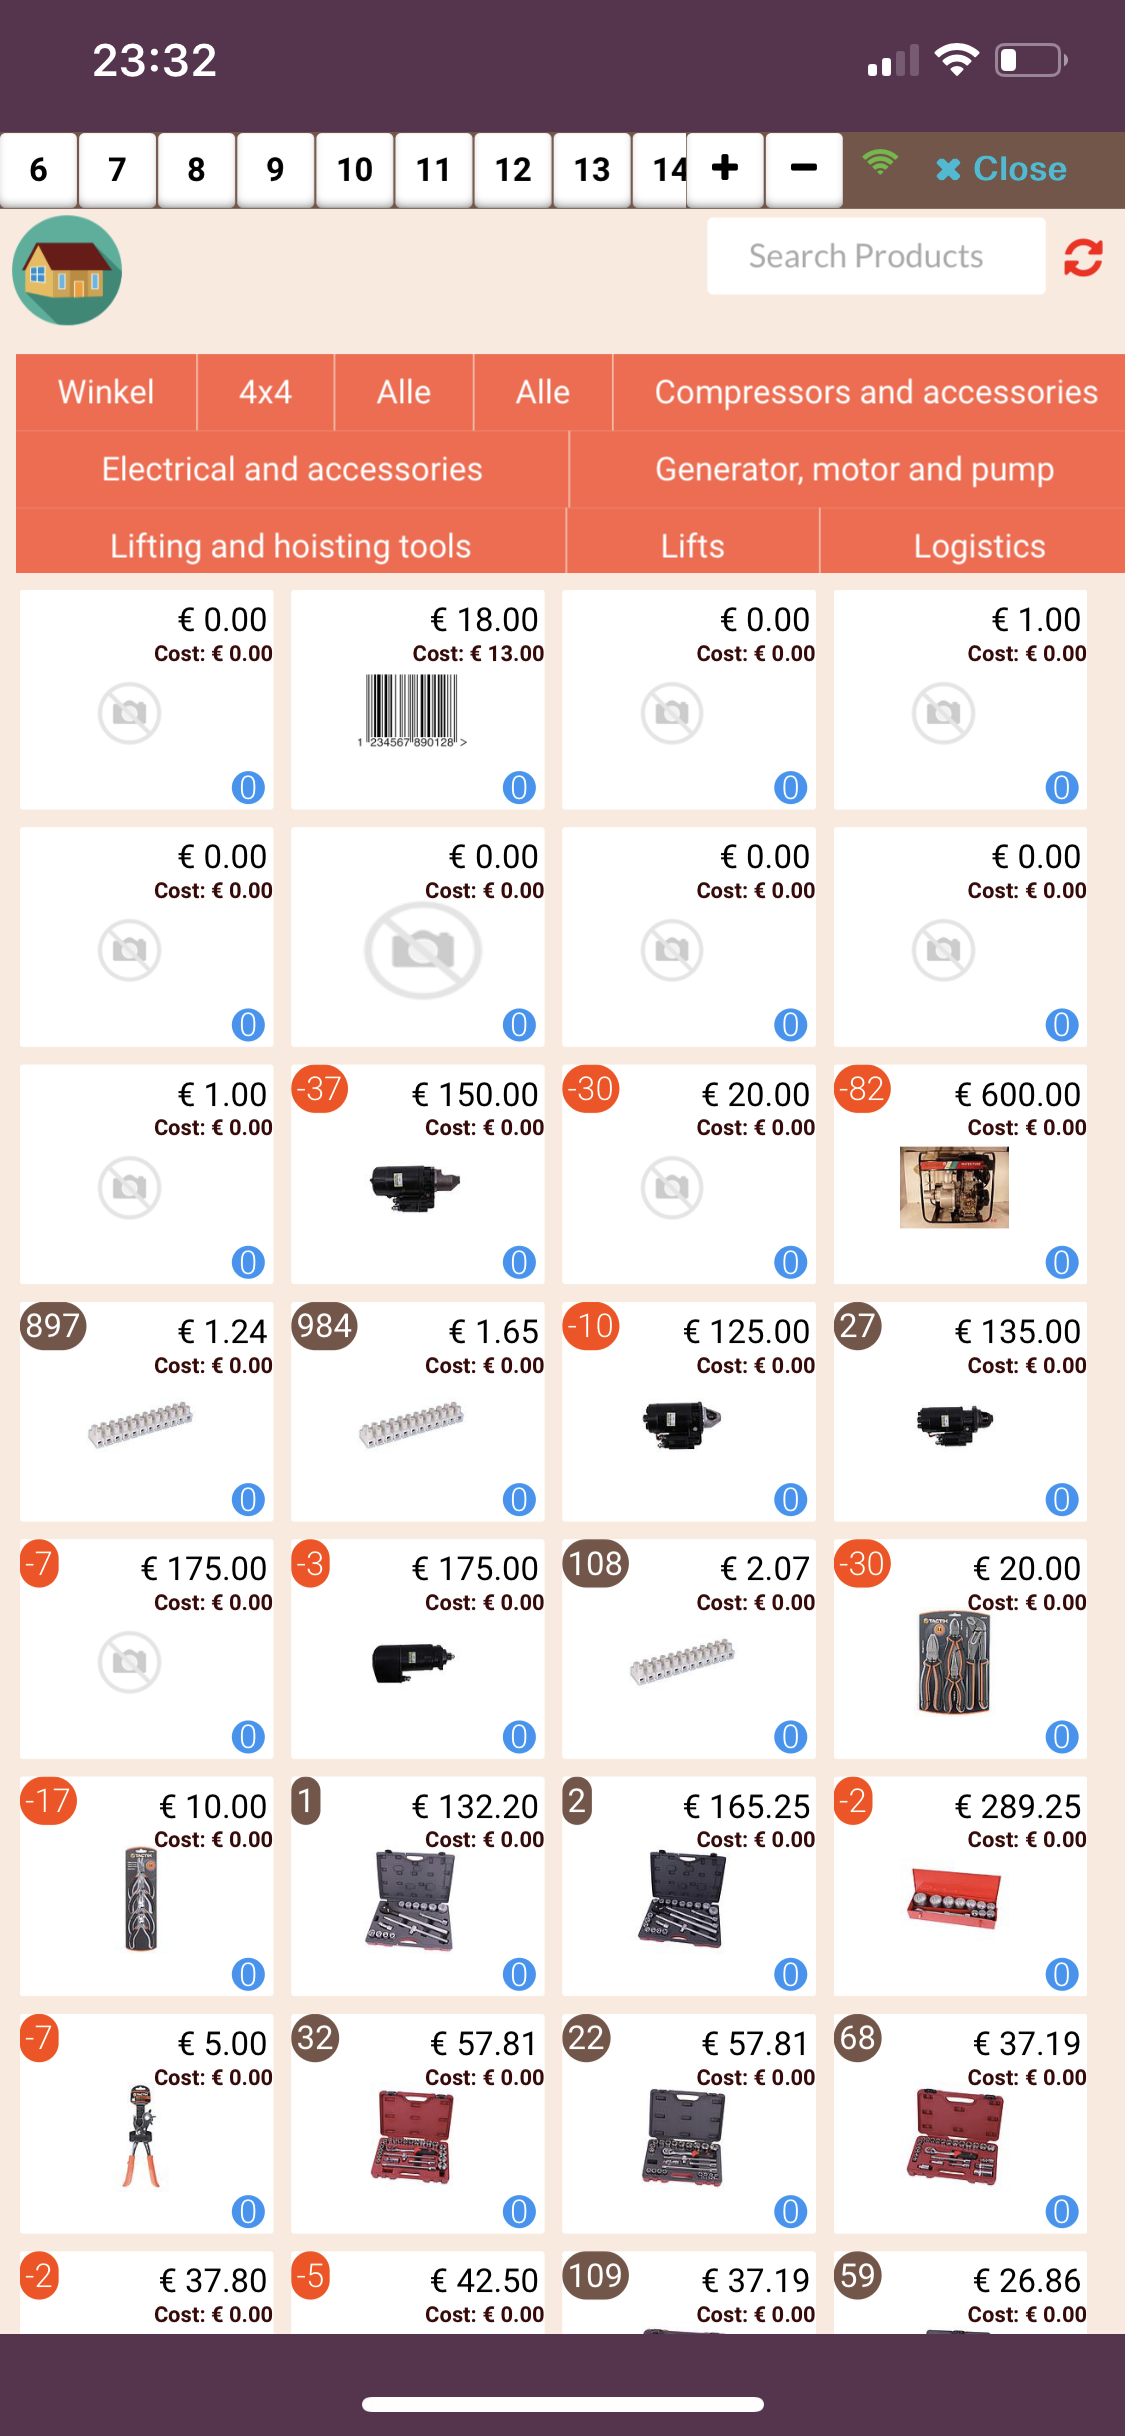 23:32
6 7 8 9 10 11 12 13 14 + − × Close
Search Products
Winkel 4x4 Alle Alle Compressors and accessories
Electrical and accessories Generator, motor and pump
Lifting and hoisting tools Lifts Logistics
€ 0.00 € 18.00 € 0.00 € 1.00
Cost: € 0.00 Cost: € 13.00 Cost: € 0.00 Cost: € 0.00
1 234567 890128 >
0 0 0 0
€ 0.00 € 0.00 € 0.00 € 0.00
Cost: € 0.00 Cost: € 0.00 Cost: € 0.00 Cost: € 0.00
0 0 0 0
€ 1.00 -37 € 150.00 -30 € 20.00 -82 € 600.00
Cost: € 0.00 Cost: € 0.00 Cost: € 0.00 Cost: € 0.00
0 0 0 0
897 € 1.24 984 € 1.65 -10 € 125.00 27 € 135.00
Cost: € 0.00 Cost: € 0.00 Cost: € 0.00 Cost: € 0.00
0 0 0 0
-7 € 175.00 -3 € 175.00 108 € 2.07 -30 € 20.00
Cost: € 0.00 Cost: € 0.00 Cost: € 0.00 Cost: € 0.00
TACTIX
0 0 0 0
-17 € 10.00 1 € 132.20 2 € 165.25 -2 € 289.25
Cost: € 0.00 Cost: € 0.00 Cost: € 0.00 Cost: € 0.00
TACTIX
0 0 0 0
-7 € 5.00 32 € 57.81 22 € 57.81 68 € 37.19
Cost: € 0.00 Cost: € 0.00 Cost: € 0.00 Cost: € 0.00
0 0 0 0
-2 € 37.80 -5 € 42.50 109 € 37.19 59 € 26.86
Cost: € 0.00 Cost: € 0.00 Cost: € 0.00 Cost: € 0.00